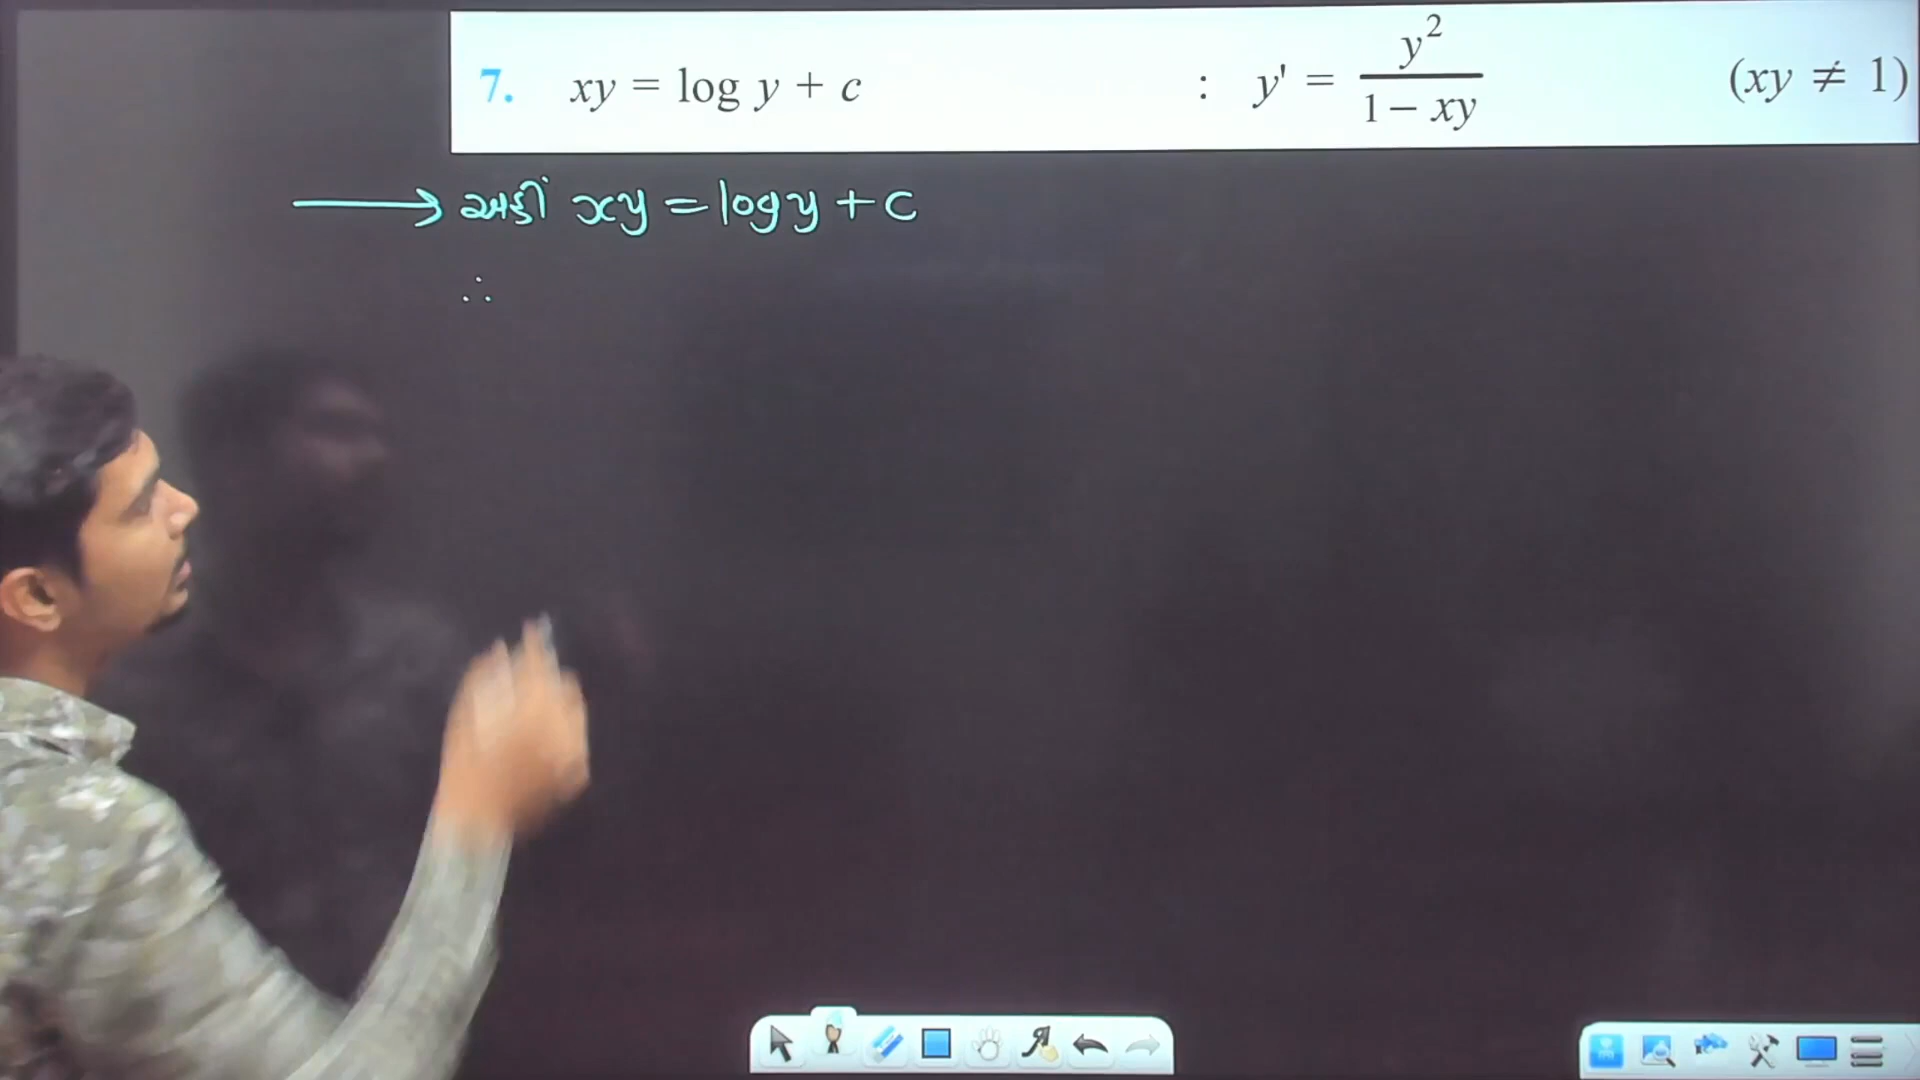 7. xy = log y + c : y' = y²/(1 – xy) (xy ≠ 1)
અહીં xy = log y + c
∴